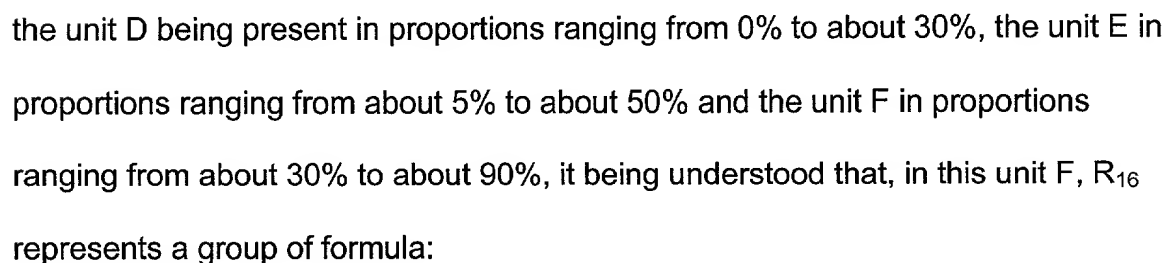 the unit D being present in proportions ranging from 0% to about 30%, the unit E in
proportions ranging from about 5% to about 50% and the unit F in proportions
ranging from about 30% to about 90%, it being understood that, in this unit F, R₁₆
represents a group of formula: